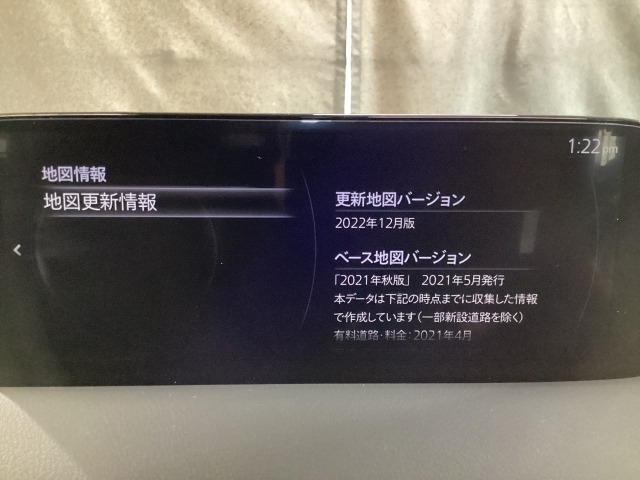 1:22 pm
地図情報
地図更新情報
更新地図バージョン
2022年12月版
ベース地図バージョン
「2021年秋版」 2021年5月発行
本データは下記の時点までに収集した情報
で作成しています(一部新設道路を除く)
有料道路・料金:2021年4月